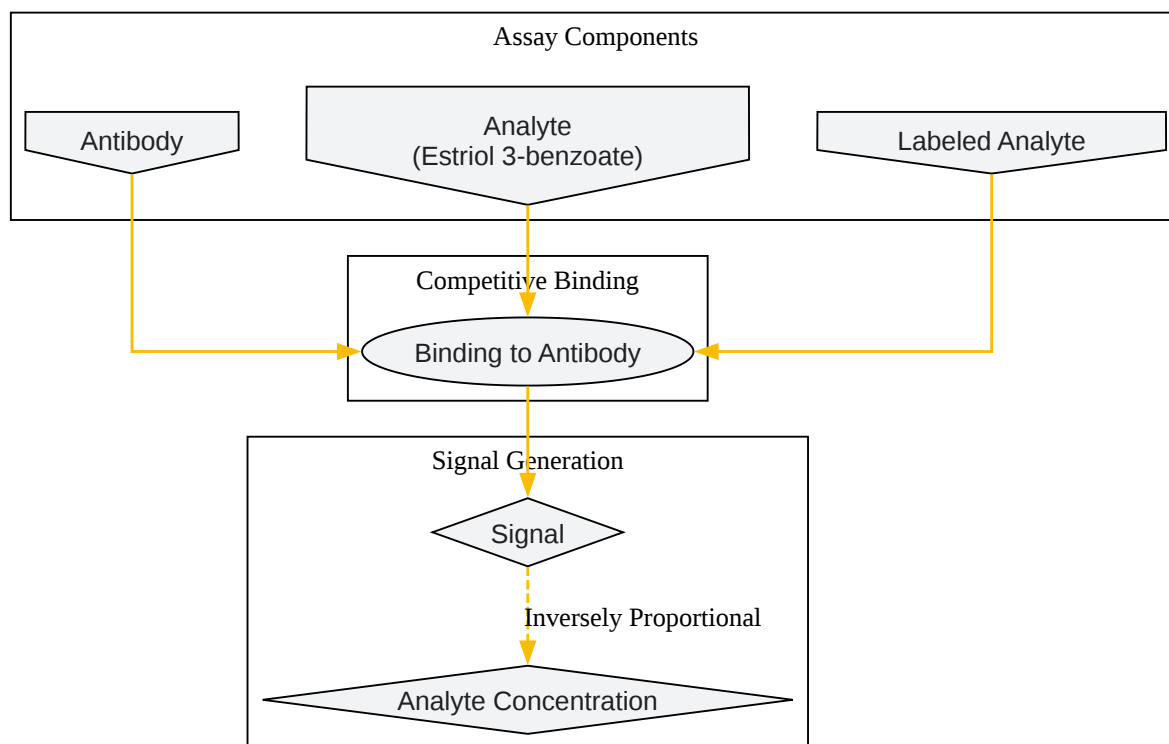 Assay Components
Antibody
Analyte
(Estriol 3-benzoate)
Labeled Analyte
Competitive Binding
Binding to Antibody
Signal Generation
Signal
Inversely Proportional
Analyte Concentration